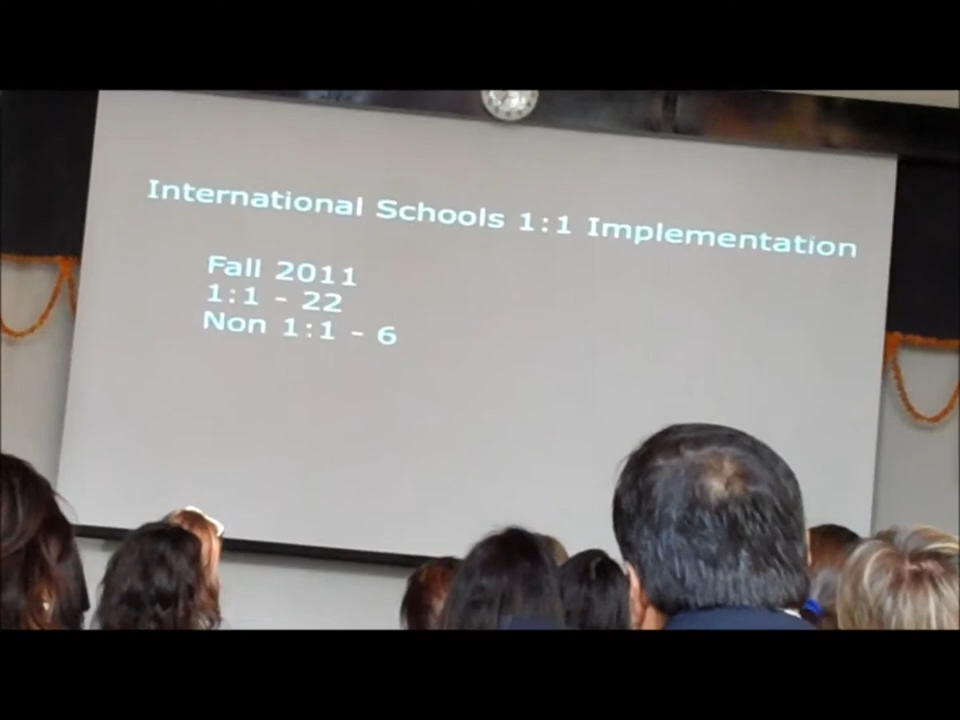 International Schools 1:1 Implementation
Fall 2011
1:1 - 22
Non 1:1 - 6